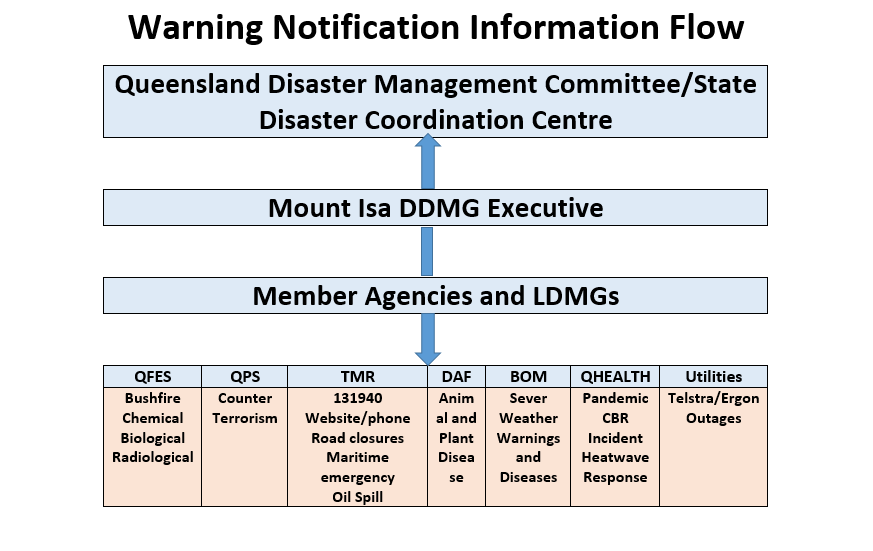 Warning Notification Information Flow
Queensland Disaster Management Committee/State
Disaster Coordination Centre
Mount Isa DDMG Executive
Member Agencies and LDMGs
QFES
QPS
TMR
DAF
BOM
QHEALTH
Utilities
Bushfire
Chemical
Biological
Radiological
Counter
Terrorism
131940
Website/phone
Road closures
Maritime
emergency
Oil Spill
Anim
al and
Plant
Disea
se
Sever
Weather
Warnings
and
Diseases
Pandemic
CBR
Incident
Heatwave
Response
Telstra/Ergon
Outages